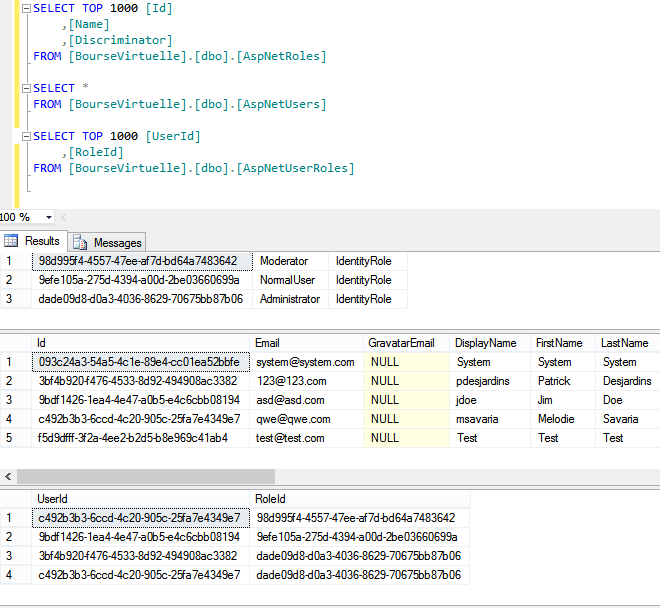 SELECT TOP 1000 [Id]
,[Name]
,[Discriminator]
FROM [BourseVirtuelle].[dbo].[AspNetRoles]
SELECT *
FROM [BourseVirtuelle].[dbo].[AspNetUsers]
SELECT TOP 1000 [UserId]
,[RoleId]
FROM [BourseVirtuelle].[dbo].[AspNetUserRoles]
100 %
Results Messages
1 98d995f4-4557-47ee-af7d-bd64a7483642 Moderator IdentityRole
2 9efe105a-275d-4394-a00d-2be03660699a NormalUser IdentityRole
3 dade09d8-d0a3-4036-8629-70675bb87b06 Administrator IdentityRole
Id Email GravatarEmail DisplayName FirstName LastName
1 093c24a3-54a5-4c1e-89e4-cc01ea52bbfe system@system.com NULL System System System
2 3bf4b920-f476-4533-8d92-494908ac3382 123@123.com NULL pdesjardins Patrick Desjardins
3 9bdf1426-1ea4-4e47-a0b5-e4c6cbb08194 asd@asd.com NULL jdoe Jim Doe
4 c492b3b3-6ccd-4c20-905c-25fa7e4349e7 qwe@qwe.com NULL msavaria Melodie Savaria
5 f5d9dfff-3f2a-4ee2-b2d5-b8e969c41ab4 test@test.com NULL Test Test Test
UserId RoleId
1 c492b3b3-6ccd-4c20-905c-25fa7e4349e7 98d995f4-4557-47ee-af7d-bd64a7483642
2 9bdf1426-1ea4-4e47-a0b5-e4c6cbb08194 9efe105a-275d-4394-a00d-2be03660699a
3 3bf4b920-f476-4533-8d92-494908ac3382 dade09d8-d0a3-4036-8629-70675bb87b06
4 c492b3b3-6ccd-4c20-905c-25fa7e4349e7 dade09d8-d0a3-4036-8629-70675bb87b06